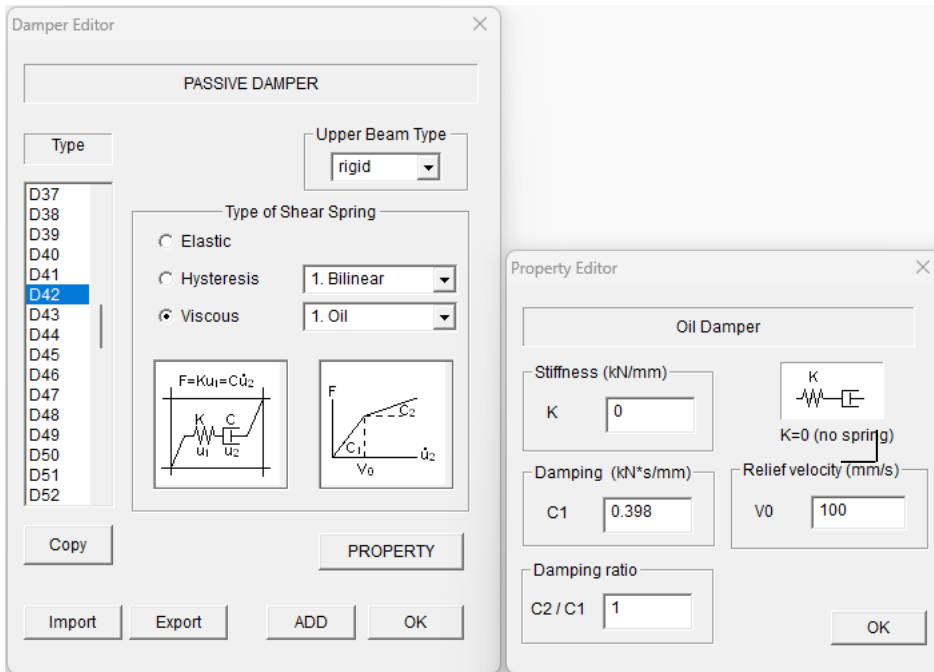 Damper Editor
PASSIVE DAMPER
Type
Upper Beam Type
rigid
D37
D38
D39
D40
D41
D42
D43
D44
D45
D46
D47
D48
D49
D50
D51
D52
Type of Shear Spring
Elastic
Hysteresis
1. Bilinear
Viscous
1. Oil
F=Ku₁=Cu̇₂
K C
u₁ u₂
F
C₂
C₁
V₀
u̇₂
Copy
PROPERTY
Import
Export
ADD
OK
Property Editor
Oil Damper
Stiffness (kN/mm)
K
0
K
K=0 (no spring)
Damping (kN*s/mm)
C1
0.398
Relief velocity (mm/s)
V0
100
Damping ratio
C2 / C1
1
OK